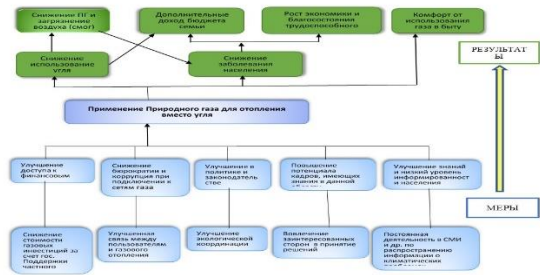 Снижение ПГ и
загрязнение
воздуха (смог)
Дополнительные
доход бюджета
семьи
Рост экономики и
благосостояния
трудоспособного
Комфорт от
использования
газа в быту
Снижение
использование
угля
Снижение
заболевания
населения
РЕЗУЛЬТАТ
Ы
Применение Природного газа для отопления
вместо угля
Улучшение
доступа к
финансовым
Снижение
бюрократии и
коррупция при
подключении к
сетям газа
Улучшение в
политике и
законодатель
стве
Повышение
потенциала
кадров, имеющих
знания в данной
Улучшение знаний
и низкий уровень
информированност
и населения
МЕРЫ
Снижение
стоимости
газовых
инвестиций за
счет гос.
Поддержки
частного
Улучшенная
связь между
пользователям
и газового
отопления
Улучшение
экологической
координации
Вовлечение
заинтересованных
сторон в принятие
решений
Постоянная
деятельность в СМИ
и др. по
распространению
информации о
климатических